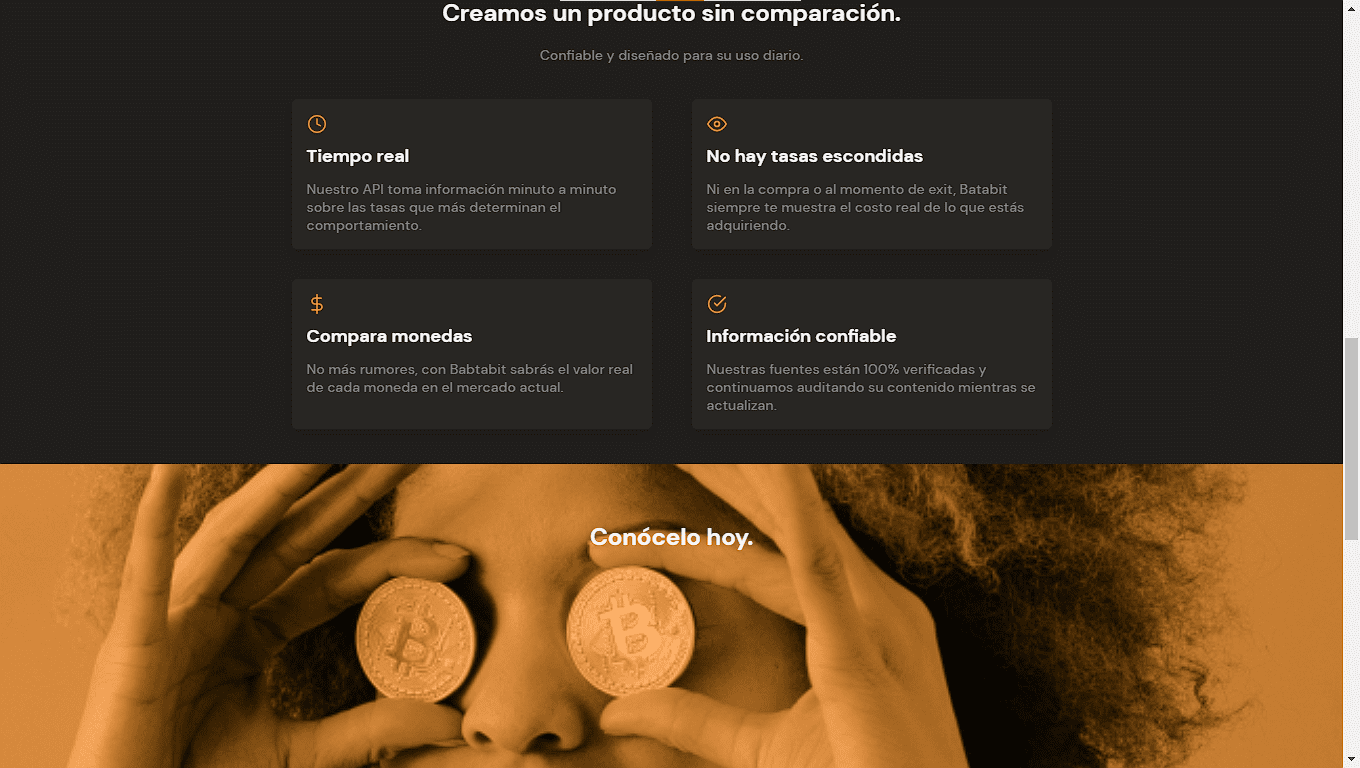 Creamos un producto sin comparación.
Confiable y diseñado para su uso diario.
Tiempo real
Nuestro API toma información minuto a minuto
sobre las tasas que más determinan el
comportamiento.
No hay tasas escondidas
Ni en la compra o al momento de exit, Batabit
siempre te muestra el costo real de lo que estás
adquiriendo.
Compara monedas
No más rumores, con Babtabit sabrás el valor real
de cada moneda en el mercado actual.
Información confiable
Nuestras fuentes están 100% verificadas y
continuamos auditando su contenido mientras se
actualizan.
Conócelo hoy.